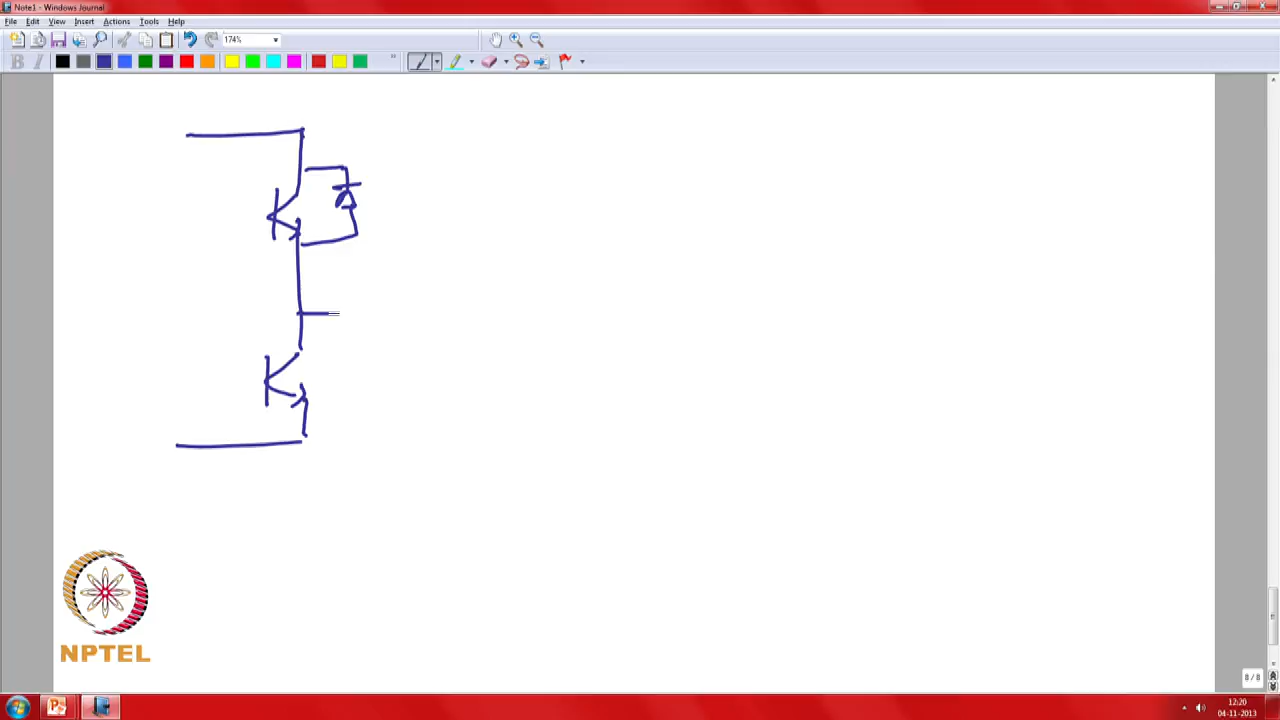 Note1 - Windows Journal
File Edit View Insert Actions Tools Help
174%
B I
NPTEL
8 / 8
12:20
04-11-2013